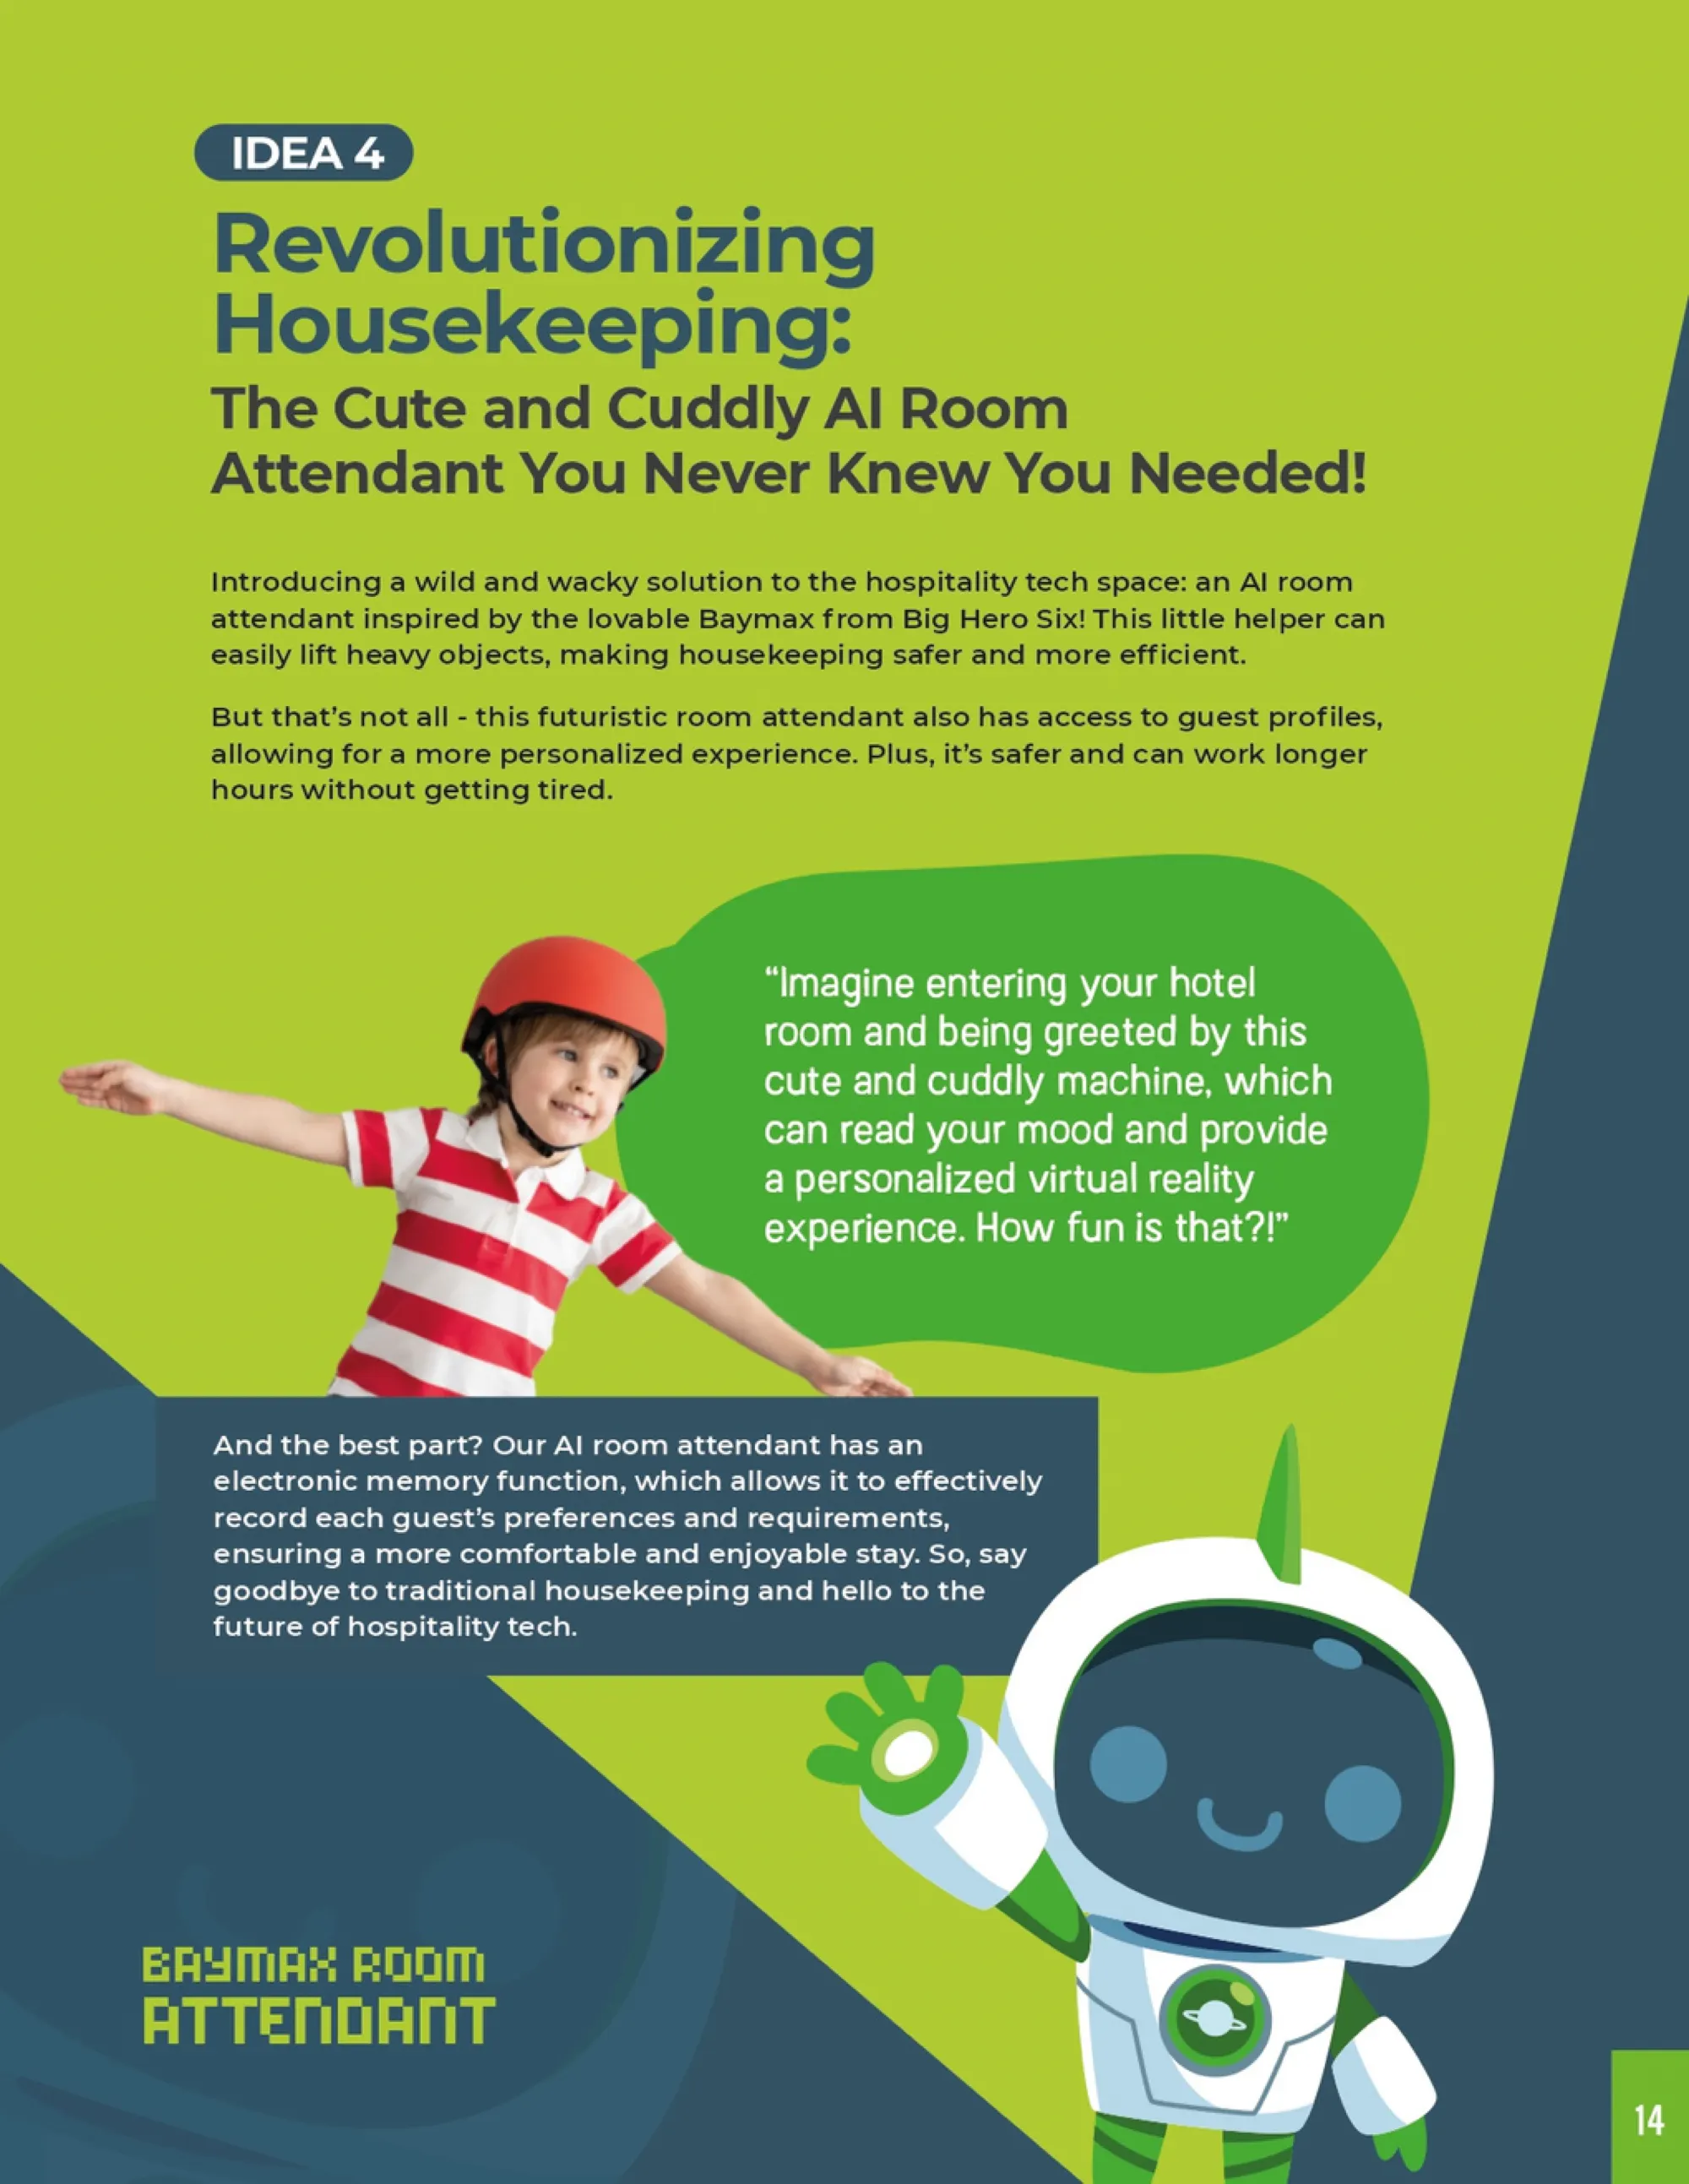 IDEA 4
Revolutionizing
Housekeeping:
The Cute and Cuddly AI Room
Attendant You Never Knew You Needed!
Introducing a wild and wacky solution to the hospitality tech space: an AI room
attendant inspired by the lovable Baymax from Big Hero Six! This little helper can
easily lift heavy objects, making housekeeping safer and more efficient.
But that's not all - this futuristic room attendant also has access to guest profiles,
allowing for a more personalized experience. Plus, it's safer and can work longer
hours without getting tired.
“Imagine entering your hotel
room and being greeted by this
cute and cuddly machine, which
can read your mood and provide
a personalized virtual reality
experience. How fun is that?!”
And the best part? Our AI room attendant has an
electronic memory function, which allows it to effectively
record each guest's preferences and requirements,
ensuring a more comfortable and enjoyable stay. So, say
goodbye to traditional housekeeping and hello to the
future of hospitality tech.
BAYMAX ROOM
ATTENDANT
14